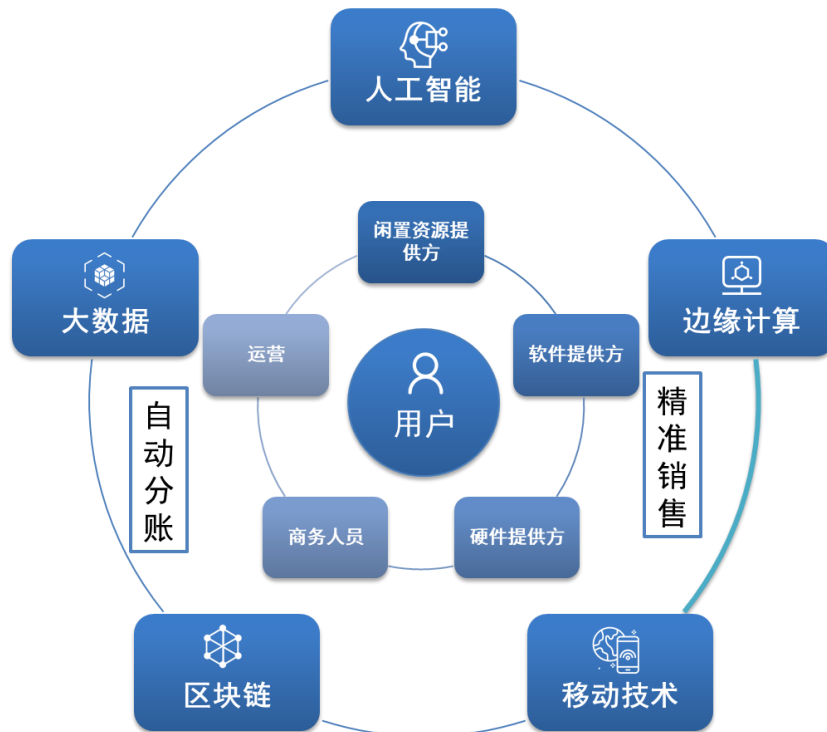 人工智能
闲置资源提
供方
大数据
边缘计算
运营
软件提供方
用户
自
动
分
账
精
准
销
售
商务人员
硬件提供方
区块链
移动技术